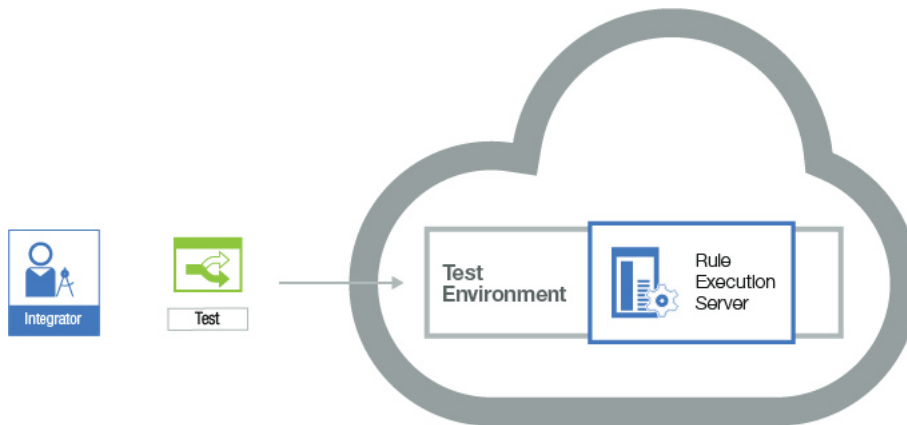 Integrator
Test
Test
Environment
Rule
Execution
Server